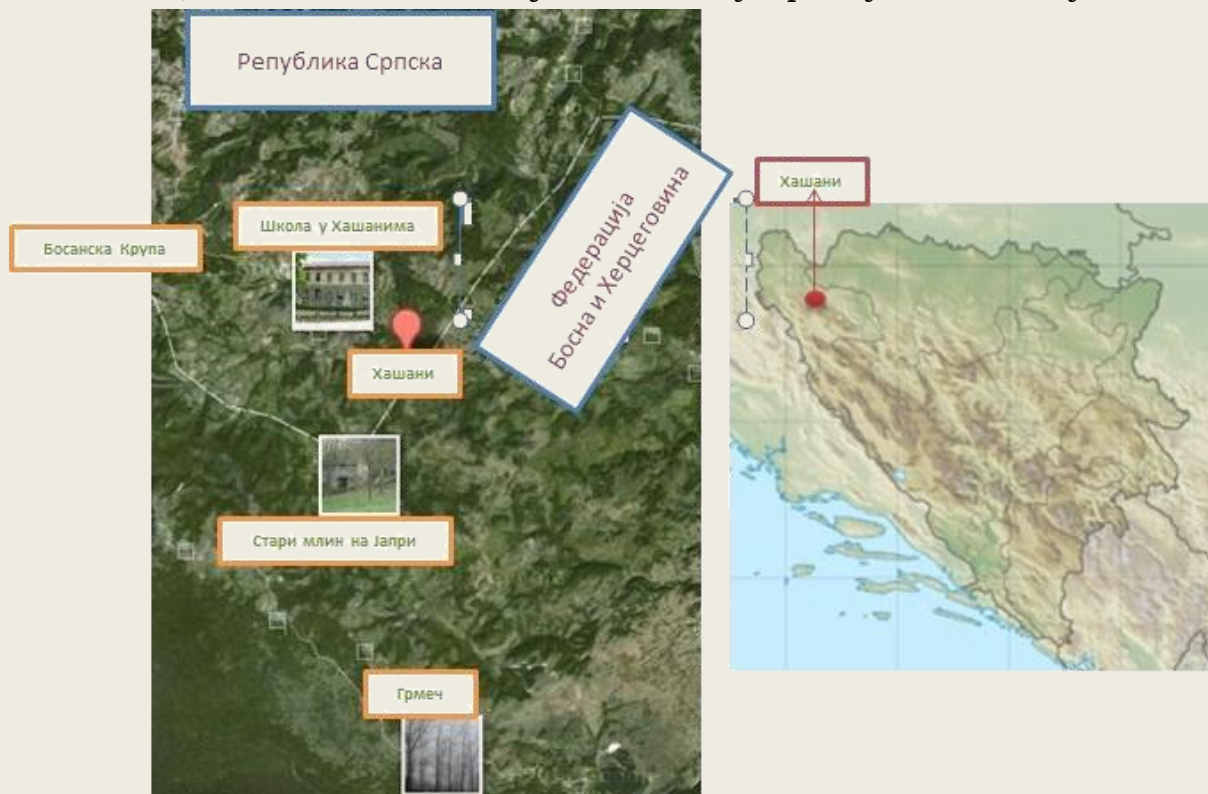 Република Српска
Федерација
Босна и Херцеговина
Хашани
Школа у Хашанима
Босанска Крупа
Хашани
Стари млин на Јапри
Грмеч